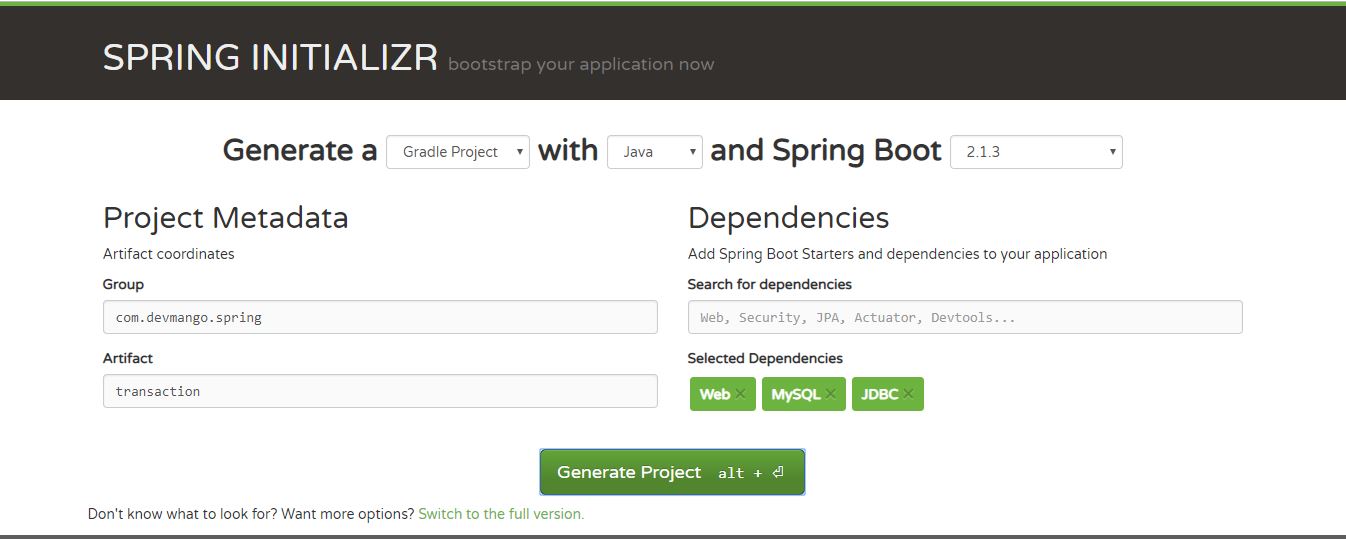 SPRING INITIALIZR bootstrap your application now
Generate a Gradle Project with Java and Spring Boot 2.1.3
Project Metadata
Artifact coordinates
Group
com.devmango.spring
Artifact
transaction
Dependencies
Add Spring Boot Starters and dependencies to your application
Search for dependencies
Web, Security, JPA, Actuator, Devtools...
Selected Dependencies
Web × MySQL × JDBC ×
Generate Project alt + ⏎
Don't know what to look for? Want more options? Switch to the full version.